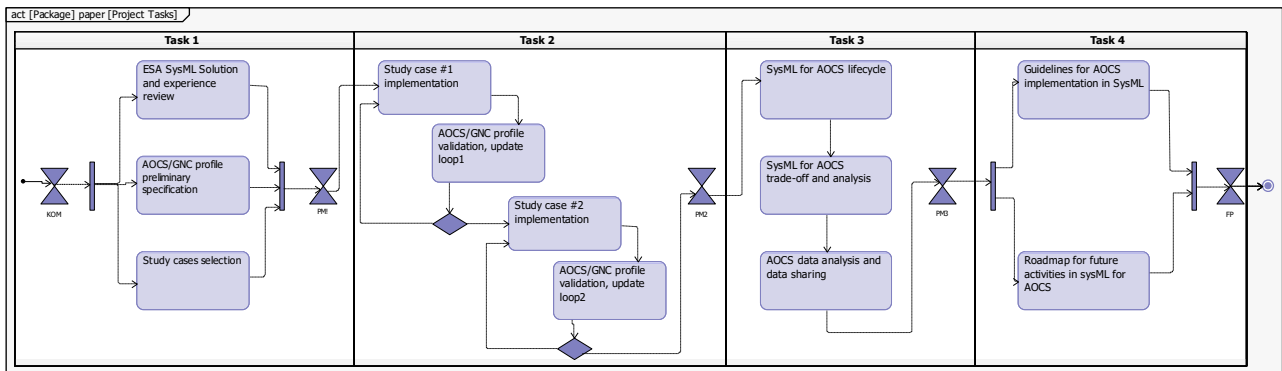 act [Package] paper [Project Tasks]
Task 1
Task 2
Task 3
Task 4
ESA SysML Solution
and experience
review
AOCS/GNC profile
preliminary
specification
Study cases selection
KOM
PM!
Study case #1
implementation
AOCS/GNC profile
validation, update
loop1
Study case #2
implementation
AOCS/GNC profile
validation, update
loop2
PM2
SysML for AOCS lifecycle
SysML for AOCS
trade-off and analysis
AOCS data analysis and
data sharing
PM3
Guidelines for AOCS
implementation in SysML
Roadmap for future
activities in sysML for
AOCS
FP